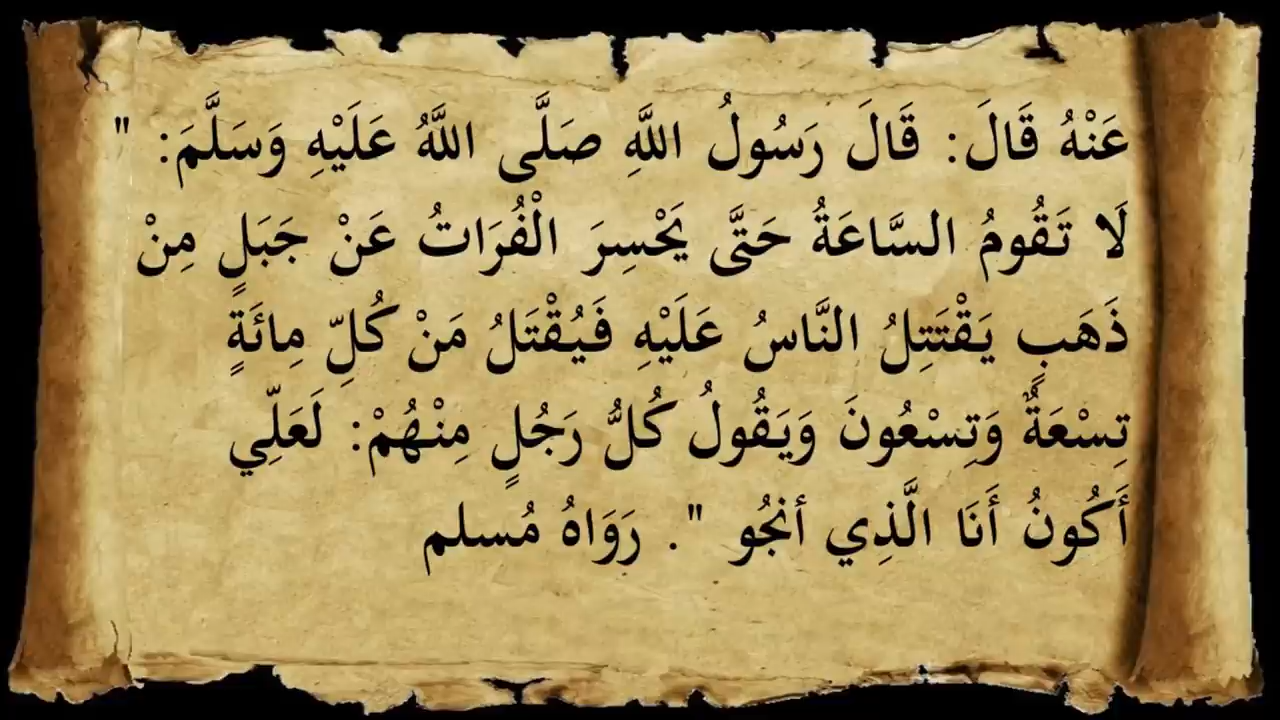 عَنْهُ قَالَ: قَالَ رَسُولُ اللَّهِ صَلَّى اللَّهُ عَلَيْهِ وَسَلَّمَ: "
لَا تَقُومُ السَّاعَةُ حَتَّى يَحْسِرَ الْفُرَاتُ عَنْ جَبَلٍ مِنْ
ذَهَبٍ يَقْتَتِلُ النَّاسُ عَلَيْهِ فَيُقْتَلُ مَنْ كُلِّ مِائَةٍ
تِسْعَةٌ وَتِسْعُونَ وَيَقُولُ كُلُّ رَجُلٍ مِنْهُمْ: لَعَلِّي
أَكُونُ أَنَا الَّذِي أنجُو ". رَوَاهُ مُسلم